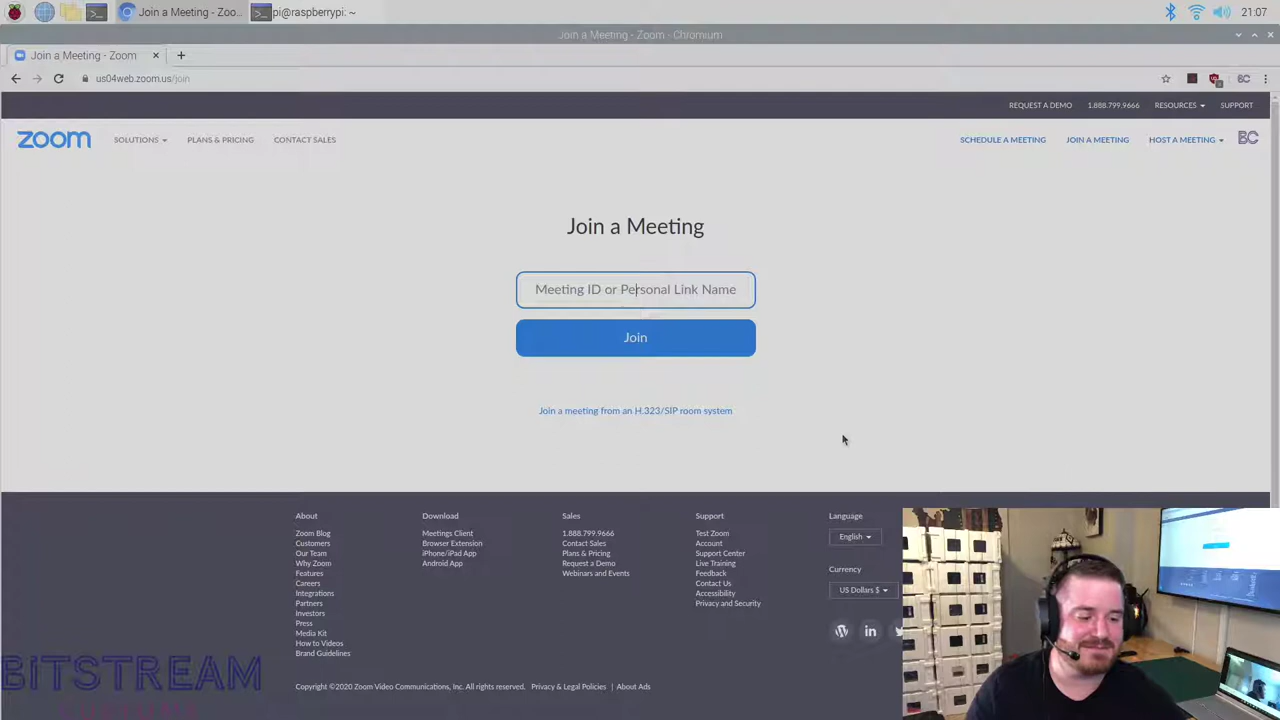 Join a Meeting - Zoo...
pi@raspberrypi: ~
21:07
Join a Meeting - Zoom - Chromium
Join a Meeting - Zoom
us04web.zoom.us/join
BC
REQUEST A DEMO 1.888.799.9666 RESOURCES SUPPORT
zoom SOLUTIONS PLANS & PRICING CONTACT SALES SCHEDULE A MEETING JOIN A MEETING HOST A MEETING BC
Join a Meeting
Meeting ID or Personal Link Name
Join
Join a meeting from an H.323/SIP room system
About
Zoom Blog
Customers
Our Team
Why Zoom
Features
Careers
Integrations
Partners
Investors
Press
Media Kit
How to Videos
Brand Guidelines
Download
Meetings Client
Browser Extension
iPhone/iPad App
Android App
Sales
1.888.799.9666
Contact Sales
Plans & Pricing
Request a Demo
Webinars and Events
Support
Test Zoom
Account
Support Center
Live Training
Feedback
Contact Us
Accessibility
Privacy and Security
Language
English
Currency
US Dollars $
in
Copyright ©2020 Zoom Video Communications, Inc. All rights reserved. Privacy & Legal Policies | About Ads
BITSTREAM